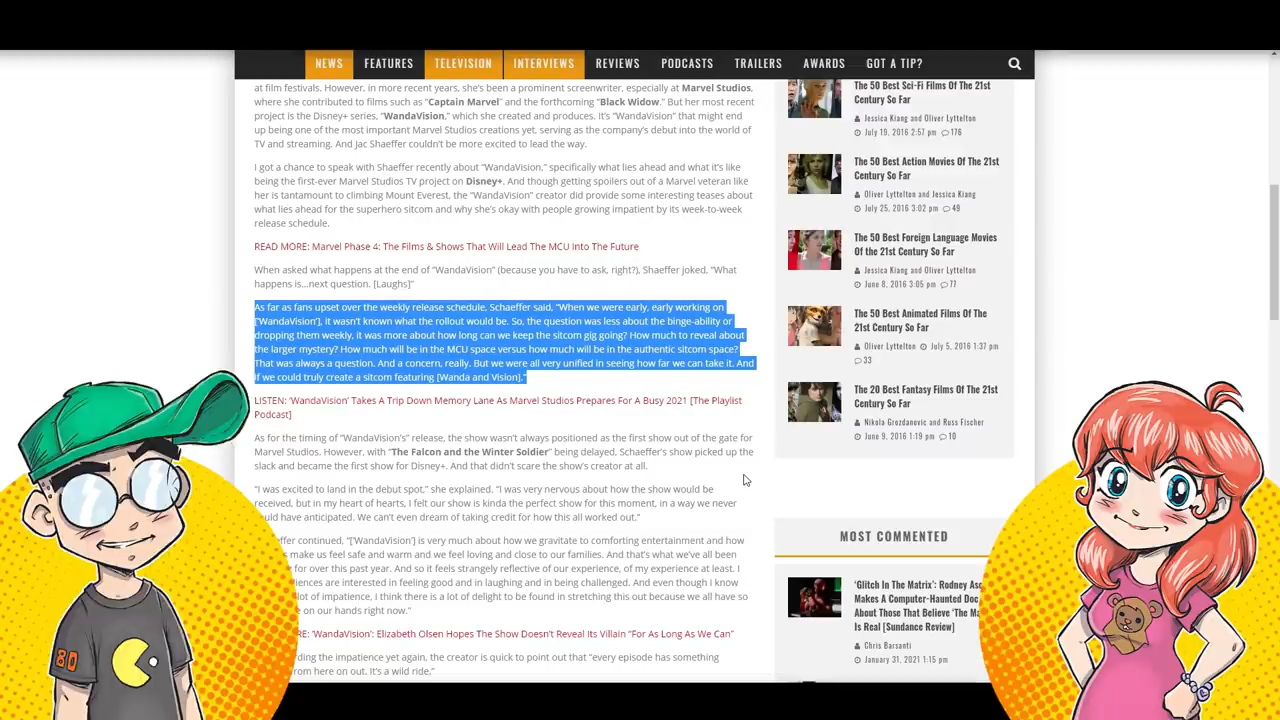 NEWS FEATURES TELEVISION INTERVIEWS REVIEWS PODCASTS TRAILERS AWARDS GOT A TIP?
at film festivals. However, in more recent years, she's been a prominent screenwriter, especially at Marvel Studios,
where she contributed to films such as "Captain Marvel" and the forthcoming "Black Widow." But her most recent
project is the Disney+ series, "WandaVision," which she created and produces. It's "WandaVision" that might end
up being one of the most important Marvel Studios creations yet, serving as the company's debut into the world of
TV and streaming. And Jac Shaeffer couldn't be more excited to lead the way.
I got a chance to speak with Shaeffer recently about "WandaVision," specifically what lies ahead and what it's like
being the first-ever Marvel Studios TV project on Disney+. And though getting spoilers out of a Marvel veteran like
her is tantamount to climbing Mount Everest, the "WandaVision" creator did provide some interesting teases about
what lies ahead for the superhero sitcom and why she's okay with people growing impatient by its week-to-week
release schedule.
READ MORE: Marvel Phase 4: The Films & Shows That Will Lead The MCU Into The Future
When asked what happens at the end of "WandaVision" (because you have to ask, right?), Shaeffer joked, "What
happens is…next question. [Laughs]"
As far as fans upset over the weekly release schedule, Schaeffer said, "When we were early, early working on
['WandaVision'], it wasn't known what the rollout would be. So, the question was less about the binge-ability or
dropping them weekly, it was more about how long can we keep the sitcom gig going? How much to reveal about
the larger mystery? How much will be in the MCU space versus how much will be in the authentic sitcom space?
That was always a question. And a concern, really. But we were all very unified in seeing how far we can take it. And
if we could truly create a sitcom featuring [Wanda and Vision]."
LISTEN: 'WandaVision' Takes A Trip Down Memory Lane As Marvel Studios Prepares For A Busy 2021 [The Playlist
Podcast]
As for the timing of "WandaVision's" release, the show wasn't always positioned as the first show out of the gate for
Marvel Studios. However, with "The Falcon and the Winter Soldier" being delayed, Schaeffer's show picked up the
slack and became the first show for Disney+. And that didn't scare the show's creator at all.
"I was excited to land in the debut spot," she explained. "I was very nervous about how the show would be
received, but in my heart of hearts, I felt our show is kinda the perfect show for this moment, in a way we never
could have anticipated. We can't even dream of taking credit for how this all worked out."
continued, "['WandaVision'] is very much about how we gravitate to comforting entertainment and how
make us feel safe and warm and we feel loving and close to our families. And that's what we've all been
for over this past year. And so it feels strangely reflective of our experience, of my experience at least. I
are interested in feeling good and in laughing and in being challenged. And even though I know
lot of impatience, I think there is a lot of delight to be found in stretching this out because we all have so
on our hands right now."
'WandaVision': Elizabeth Olsen Hopes The Show Doesn't Reveal Its Villain "For As Long As We Can"
the impatience yet again, the creator is quick to point out that "every episode has something
from here on out. It's a wild ride."
The 50 Best Sci-Fi Films Of The 21st
Century So Far
Jessica Kiang and Oliver Lyttelton
July 19, 2016 2:57 pm 176
The 50 Best Action Movies Of The 21st
Century So Far
Oliver Lyttelton and Jessica Kiang
July 25, 2016 3:02 pm 49
The 50 Best Foreign Language Movies
Of the 21st Century So Far
Jessica Kiang and Oliver Lyttelton
June 8, 2016 3:05 pm 77
The 50 Best Animated Films Of The
21st Century So Far
Oliver Lyttelton July 5, 2016 1:37 pm
33
The 20 Best Fantasy Films Of The 21st
Century So Far
Nikola Grozdanovic and Russ Fischer
June 9, 2016 1:19 pm 10
MOST COMMENTED
'Glitch In The Matrix': Rodney
Makes A Computer-Haunted Doc
About Those That Believe 'The
Is Real [Sundance Review]
Chris Barsanti
January 31, 2021 1:15 pm
80